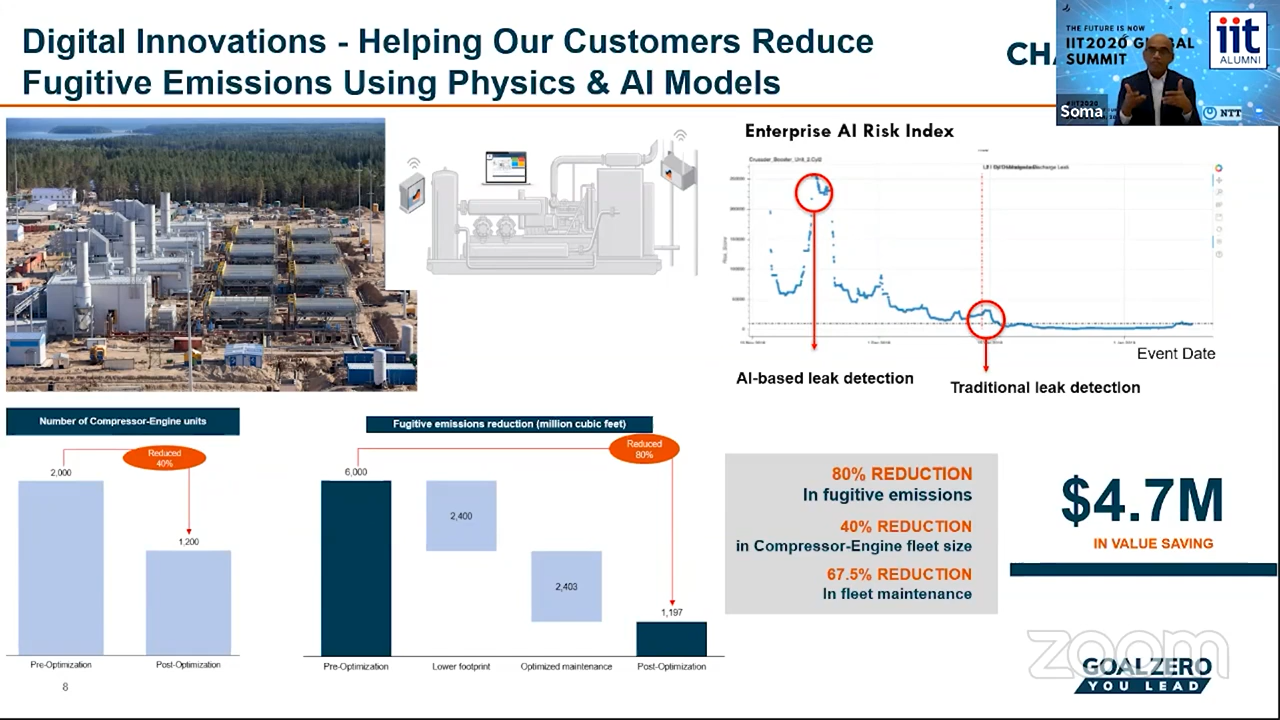 Digital Innovations - Helping Our Customers Reduce
Fugitive Emissions Using Physics & AI Models
CH
THE FUTURE IS NOW
IIT2020 GLOBAL
SUMMIT
iit
ALUMNI
Soma
NTT
Enterprise AI Risk Index
Event Date
AI-based leak detection
Traditional leak detection
Number of Compressor-Engine units
Reduced
40%
2,000
1,200
Pre-Optimization
Post-Optimization
Fugitive emissions reduction (million cubic feet)
Reduced
80%
6,000
2,400
2,403
1,197
Pre-Optimization
Lower footprint
Optimized maintenance
Post-Optimization
80% REDUCTION
In fugitive emissions
40% REDUCTION
in Compressor-Engine fleet size
67.5% REDUCTION
In fleet maintenance
$4.7M
IN VALUE SAVING
zoom
GOAL ZERO
YOU LEAD
8